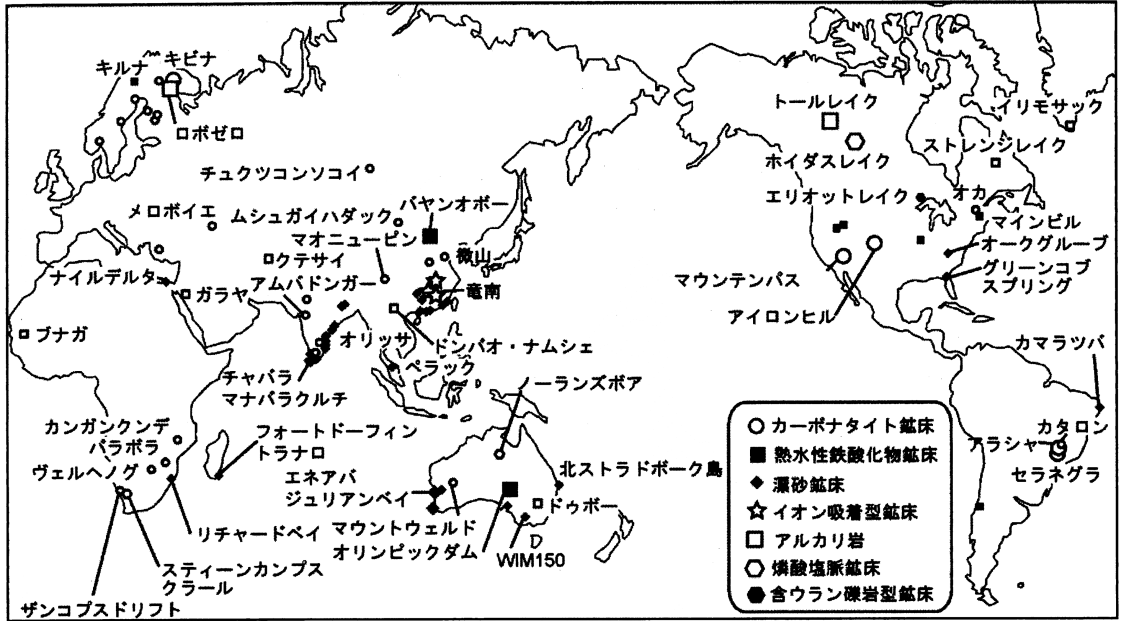 キルナ
キビナ
ロボゼロ
チュクツコンソコイ
メロボイエ
ムシュガイハダック
バヤンオボー
マオニューピン
微山
ロクテサイ
竜南
ナイルデルタ
アムバドンガー
ガラヤ
ブナガ
オリッサ
ドンパオ・ナムシェ
ペラック
チャバラ
マナバラクルチ
ノーランズボア
カンガンクンデ
パラボラ
ヴェルヘノグ
フォートドーフィン
トラナロ
エネアバ
ジュリアンベイ
北ストラドボーク島
ドゥボー
リチャードベイ
マウントウェルド
オリンピックダム
WIM150
スティーンカンプス
クラール
ザンコプスドリフト
トールレイク
イリモサック
ストレンジレイク
ホイダスレイク
エリオットレイク
オカ
マインビル
オークグルーブ
グリーンコブ
スプリング
マウンテンパス
アイロンヒル
カマラツバ
カタロン
アラシャ
セラネグラ
カーボナタイト鉱床
熱水性鉄酸化物鉱床
漂砂鉱床
イオン吸着型鉱床
アルカリ岩
燐酸塩脈鉱床
含ウラン礫岩型鉱床